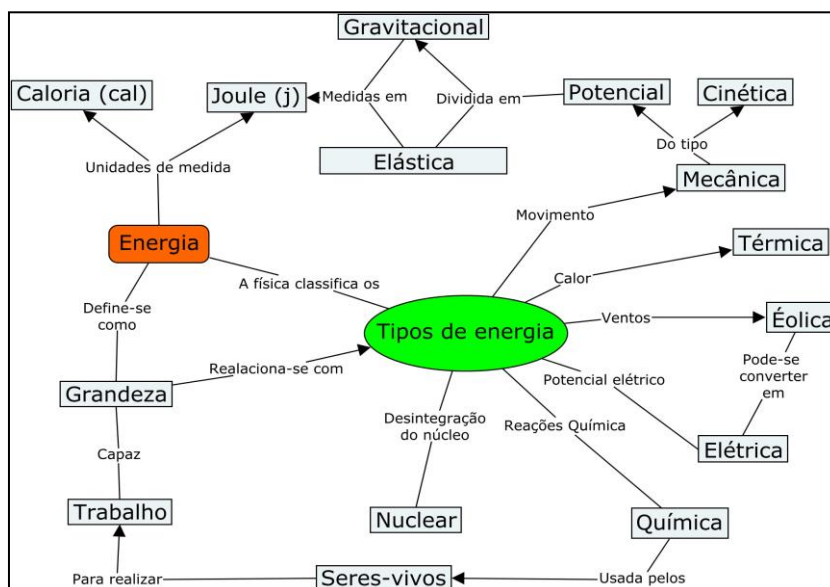 Gravitacional
Caloria (cal)
Joule (j)
Medidas em
Dividida em
Potencial
Cinética
Unidades de medida
Elástica
Do tipo
Mecânica
Energia
Movimento
Térmica
A física classifica os
Calor
Define-se
como
Tipos de energia
Ventos
Éolica
Realaciona-se com
Pode-se
converter
em
Grandeza
Potencial elétrico
Desintegração
do núcleo
Reações Química
Elétrica
Capaz
Trabalho
Nuclear
Química
Para realizar
Seres-vivos
Usada pelos